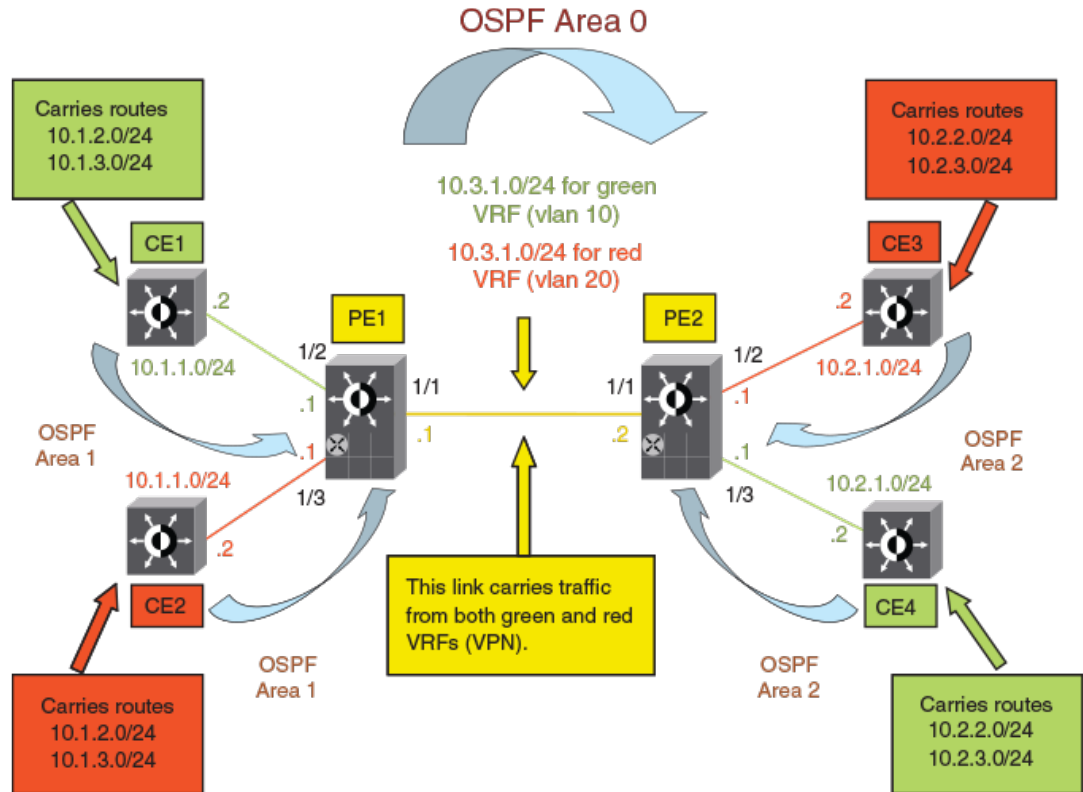 OSPF Area 0
Carries routes
10.1.2.0/24
10.1.3.0/24
Carries routes
10.2.2.0/24
10.2.3.0/24
10.3.1.0/24 for green
VRF (vlan 10)
10.3.1.0/24 for red
VRF (vlan 20)
CE1
CE3
.2
.2
PE1
PE2
10.1.1.0/24
1/2
1/2
10.2.1.0/24
1/1
1/1
.1
.1
OSPF
Area 1
.1
.1
.2
.1
OSPF
Area 2
10.1.1.0/24
1/3
1/3
10.2.1.0/24
.2
.2
CE2
CE4
This link carries traffic
from both green and red
VRFs (VPN).
OSPF
Area 1
OSPF
Area 2
Carries routes
10.1.2.0/24
10.1.3.0/24
Carries routes
10.2.2.0/24
10.2.3.0/24